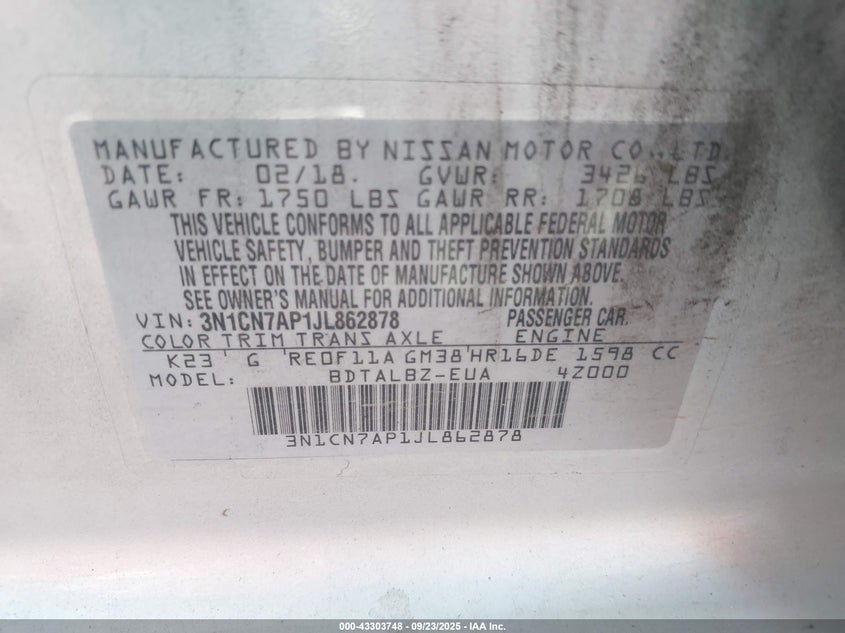 MANUFACTURED BY NISSAN MOTOR CO.,LTD.
DATE: 02/18. GVWR: 3426 LBS
GAWR FR: 1750 LBS GAWR RR: 1708 LBS
THIS VEHICLE CONFORMS TO ALL APPLICABLE FEDERAL MOTOR
VEHICLE SAFETY, BUMPER AND THEFT PREVENTION STANDARDS
IN EFFECT ON THE DATE OF MANUFACTURE SHOWN ABOVE.
SEE OWNER'S MANUAL FOR ADDITIONAL INFORMATION.
VIN: 3N1CN7AP1JL862878 PASSENGER CAR.
COLOR TRIM TRANS AXLE ENGINE
K23 G RE0F11A GM38 HR16DE 1598 CC
MODEL: BDTALBZ-EUA 4Z000
3N1CN7AP1JL862878
000-43303748 - 09/23/2025 - IAA Inc.